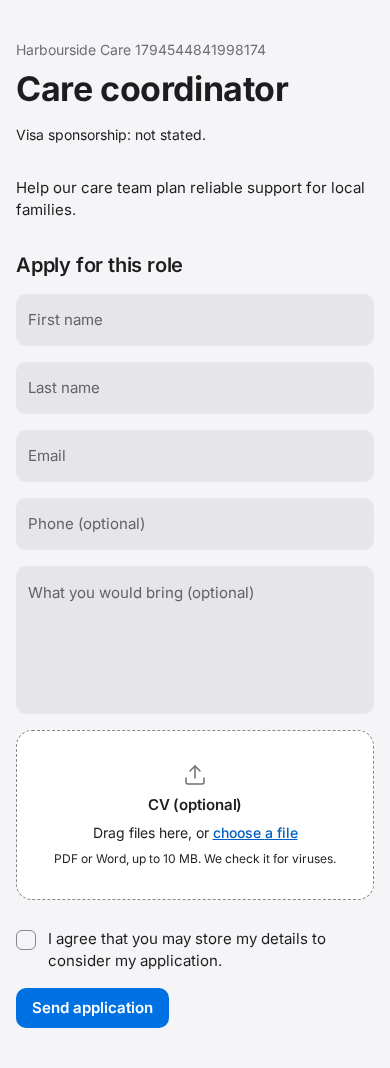 Harbourside Care 1794544841998174
Care coordinator
Visa sponsorship: not stated.
Help our care team plan reliable support for local
families.
Apply for this role
First name
Last name
Email
Phone (optional)
What you would bring (optional)
CV (optional)
Drag files here, or choose a file
PDF or Word, up to 10 MB. We check it for viruses.
I agree that you may store my details to
consider my application.
Send application